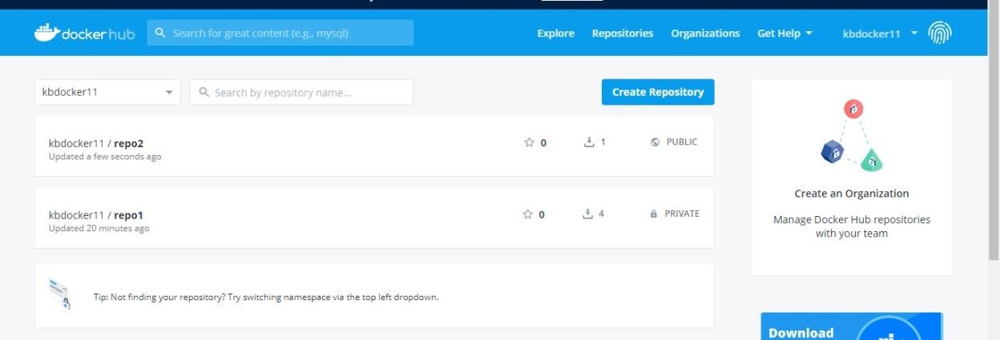 docker hub
Search for great content (e.g., mysql)
Explore
Repositories
Organizations
Get Help
kbdocker11
kbdocker11
Search by repository name...
Create Repository
kbdocker11 / repo2
Updated a few seconds ago
0
1
PUBLIC
kbdocker11 / repo1
Updated 20 minutes ago
0
4
PRIVATE
Tip: Not finding your repository? Try switching namespace via the top left dropdown.
Create an Organization
Manage Docker Hub repositories
with your team
Download